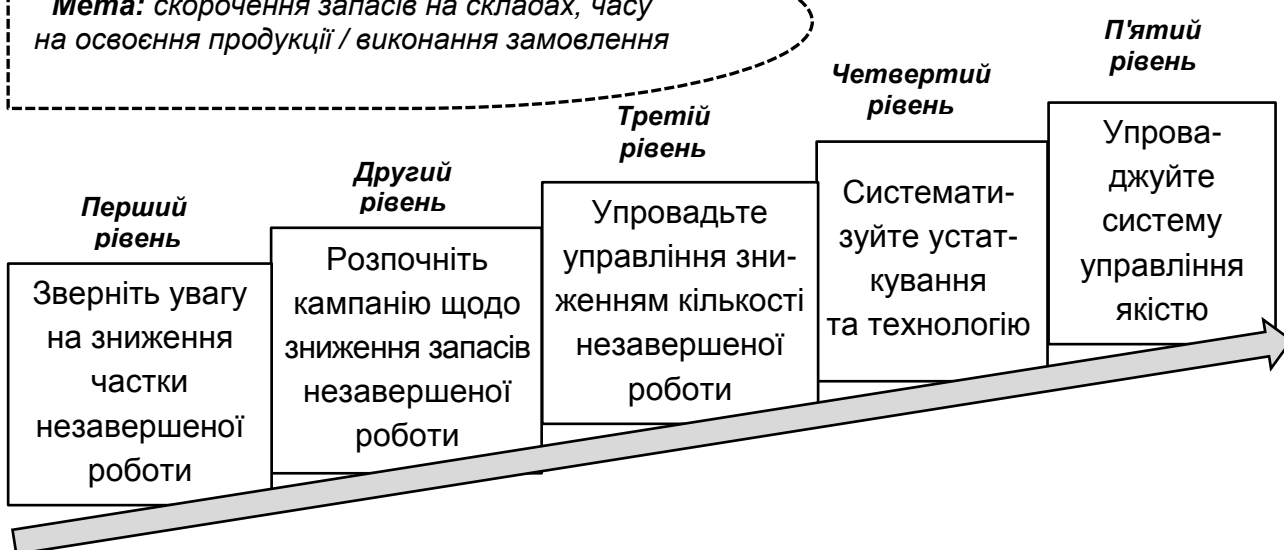 Мета: скорочення запасів на складах, часу
на освоєння продукції / виконання замовлення
Перший
рівень
Зверніть увагу
на зниження
частки
незавершеної
роботи
Другий
рівень
Розпочніть
кампанію щодо
зниження запасів
незавершеної
роботи
Третій
рівень
Упровадьте
управління зни-
женням кількості
незавершеної
роботи
Четвертий
рівень
Системати-
зуйте устат-
кування
та технологію
П'ятий
рівень
Упрова-
джуйте
систему
управління
якістю